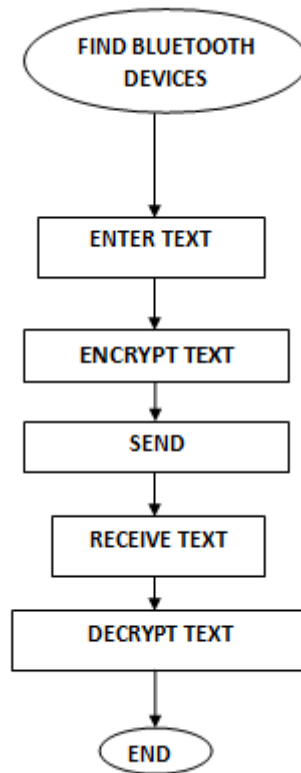 FIND BLUETOOTH
DEVICES
ENTER TEXT
ENCRYPT TEXT
SEND
RECEIVE TEXT
DECRYPT TEXT
END